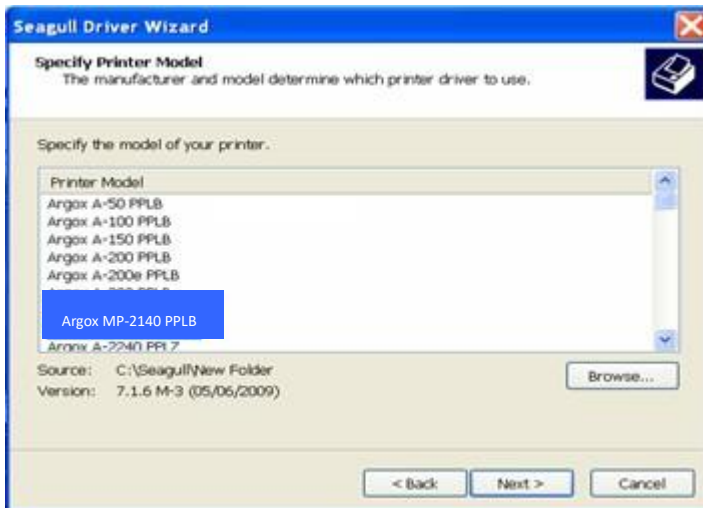 Seagull Driver Wizard
Specify Printer Model
The manufacturer and model determine which printer driver to use.
Specify the model of your printer.
Printer Model
Argox A-50 PPLB
Argox A-100 PPLB
Argox A-150 PPLB
Argox A-200 PPLB
Argox A-200e PPLB
Argox MP-2140 PPLB
Argox A-2240 PPLZ
Source: C:\Seagull\New Folder
Version: 7.1.6 M-3 (05/06/2009)
Browse...
< Back
Next >
Cancel